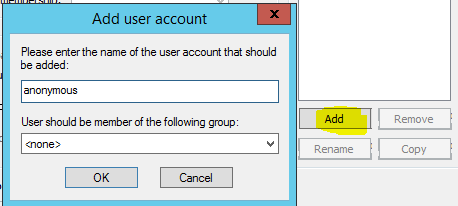 Add user account
x
Please enter the name of the user account that should
be added:
anonymous
User should be member of the following group:
<none>
OK Cancel
Add Remove
Rename Copy